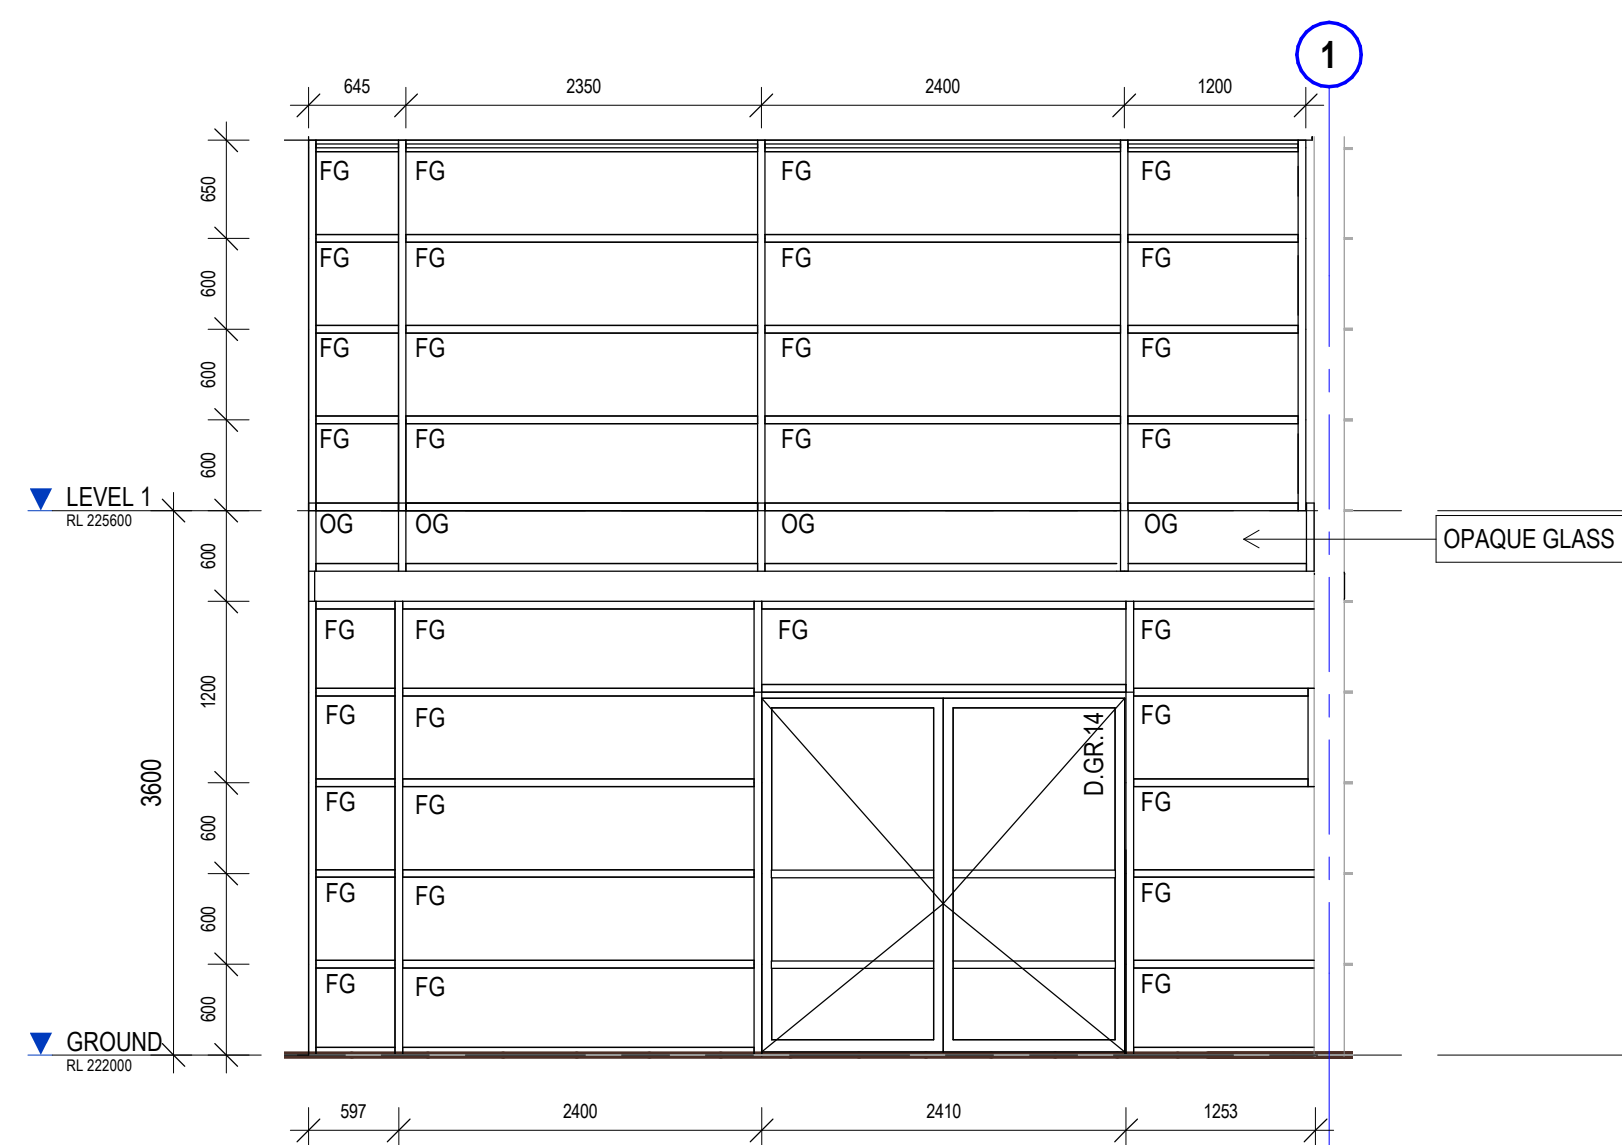 1
645 2350 2400 1200
650
FG FG FG FG
600
FG FG FG FG
600
FG FG FG FG
600
FG FG FG FG
LEVEL 1
RL 225600
OG OG OG OG
OPAQUE GLASS
600
FG FG FG FG
1200
FG FG FG
D.GR.14
3600
600
FG FG FG
600
FG FG FG
600
FG FG FG
GROUND
RL 222000
597 2400 2410 1253